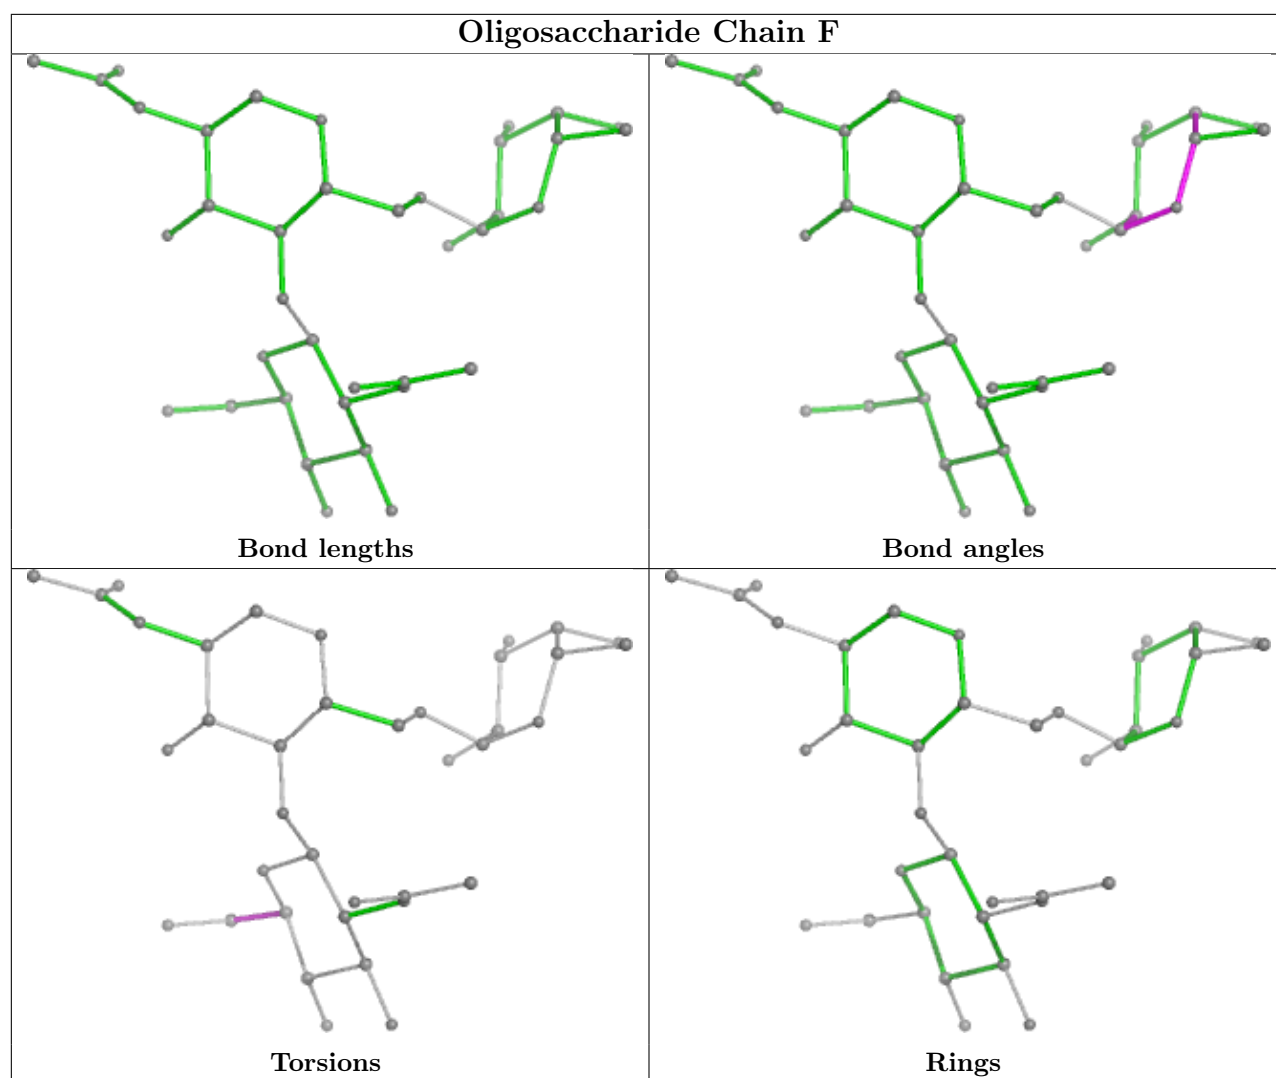 Oligosaccharide Chain F
Bond lengths
Bond angles
Torsions
Rings